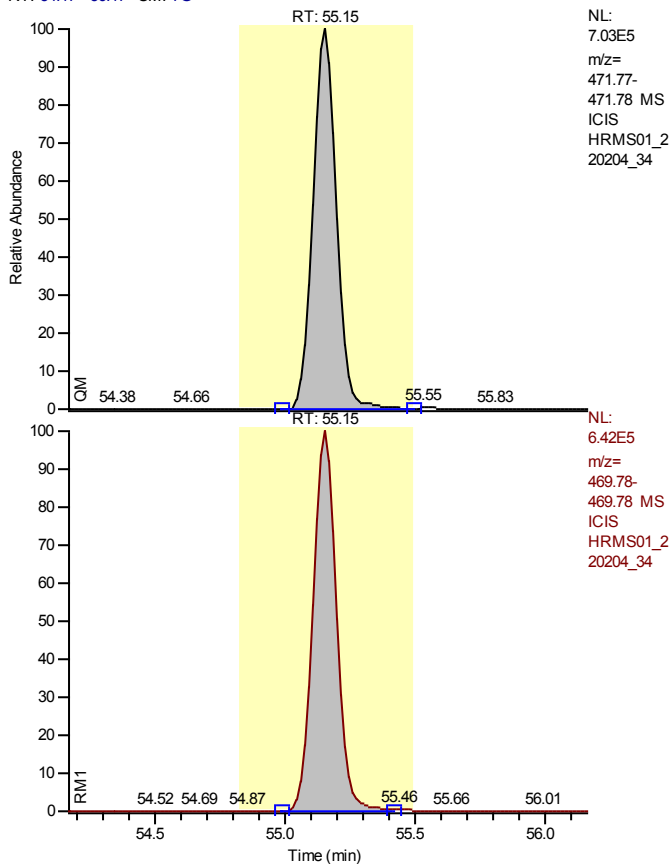 RT: 55.15
NL:
7.03E5
m/z=
471.77-
471.78 MS
ICIS
HRMS01_2
20204_34
100
90
80
70
60
50
40
30
20
10
0
Relative Abundance
QM
54.38 54.66 55.55 55.83
RT: 55.15
NL:
6.42E5
m/z=
469.78-
469.78 MS
ICIS
HRMS01_2
20204_34
100
90
80
70
60
50
40
30
20
10
0
RM1
54.52 54.69 54.87 55.46 55.66 56.01
54.5 55.0 55.5 56.0
Time (min)